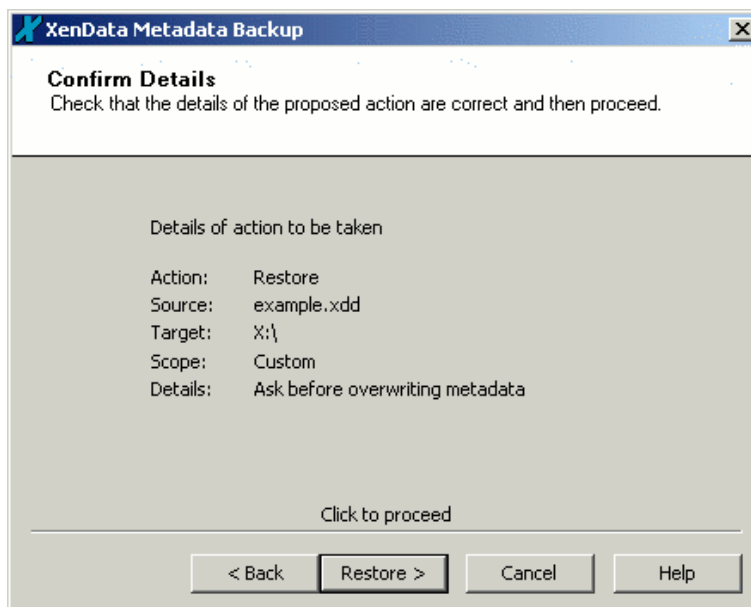 XenData Metadata Backup
Confirm Details
Check that the details of the proposed action are correct and then proceed.
Details of action to be taken
Action: Restore
Source: example.xdd
Target: X:\
Scope: Custom
Details: Ask before overwriting metadata
Click to proceed
< Back Restore > Cancel Help